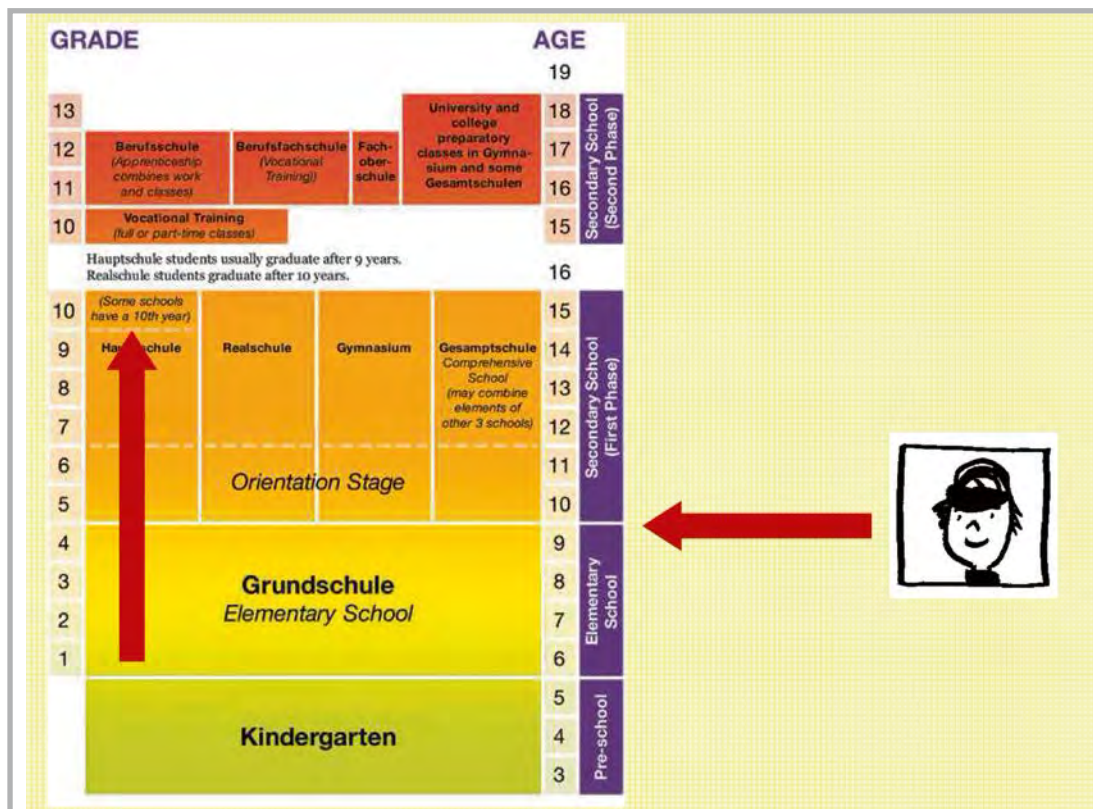 GRADE
AGE
19
13
18
12
17
11
16
10
15
University and
college
preparatory
classes in Gymna-
sium and some
Gesamtschulen
Berufsschule
(Apprenticeship
combines work
and classes)
Berufsfachschule
(Vocational
Training))
Fach-
ober-
schule
Vocational Training
(full or part-time classes)
Secondary School
(Second Phase)
Hauptschule students usually graduate after 9 years.
Realschule students graduate after 10 years.
16
10
15
9
14
8
13
7
12
6
11
5
10
(Some schools
have a 10th year)
Realschule
Gymnasium
Gesamptschule
Comprehensive
School
(may combine
elements of
other 3 schools)
Orientation Stage
Secondary School
(First Phase)
4
9
3
8
2
7
1
6
Grundschule
Elementary School
Elementary
School
5
4
3
Kindergarten
Pre-school